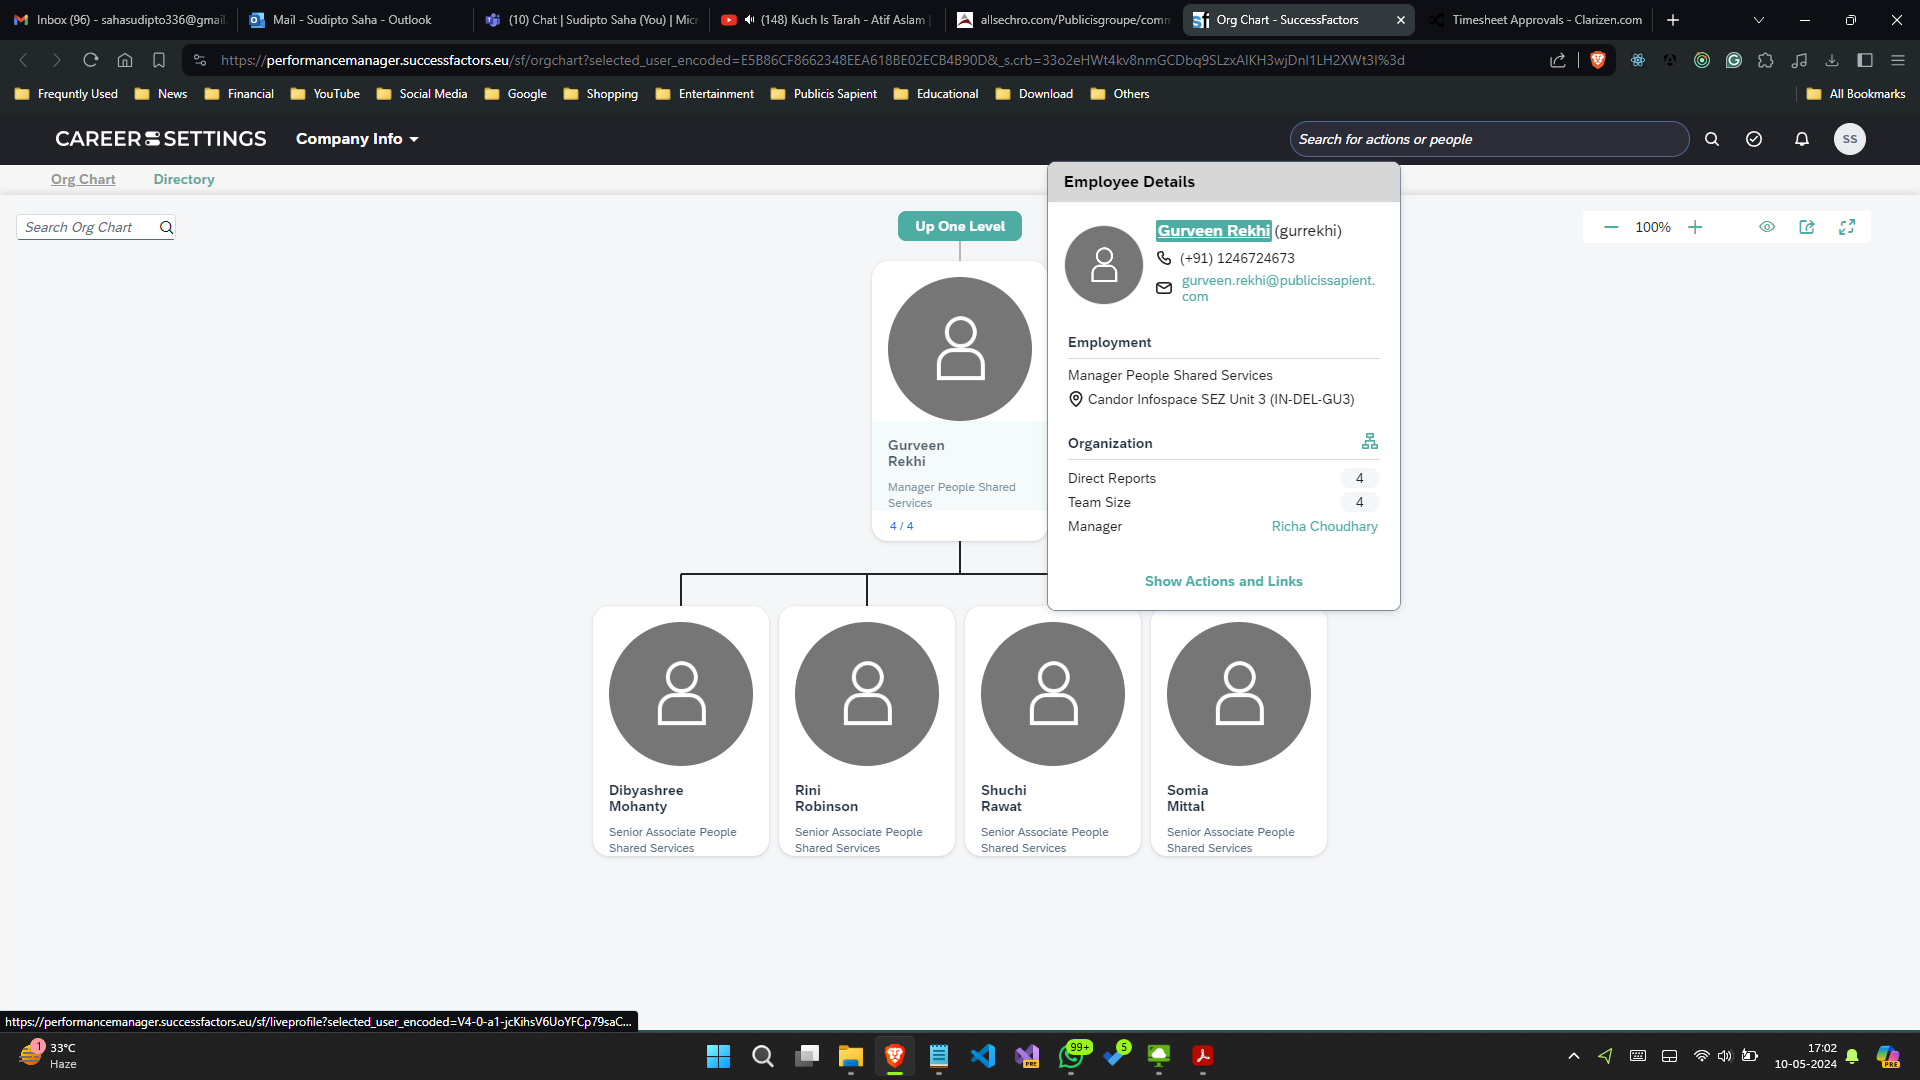 Inbox (96) - sahasudipto336@gmail.
Mail - Sudipto Saha - Outlook
(10) Chat | Sudipto Saha (You) | Micr
(148) Kuch Is Tarah - Atif Aslam |
allsechro.com/Publicisgroupe/comm
Org Chart - SuccessFactors
Timesheet Approvals - Clarizen.com
https://performancemanager.successfactors.eu/sf/orgchart?selected_user_encoded=E5B86CF8662348EEA618BE02ECB4B90D&_s.crb=33o2eHWt4kv8nmGCDbq9SLzxAlKH3wjDnI1LH2XWt3I%3d
Frequntly Used
News
Financial
YouTube
Social Media
Google
Shopping
Entertainment
Publicis Sapient
Educational
Download
Others
All Bookmarks
CAREER SETTINGS
Company Info
Search for actions or people
SS
Org Chart
Directory
Search Org Chart
Up One Level
100%
Gurveen
Rekhi
Manager People Shared
Services
4 / 4
Employee Details
Gurveen Rekhi (gurrekhi)
(+91) 1246724673
gurveen.rekhi@publicissapient.
com
Employment
Manager People Shared Services
Candor Infospace SEZ Unit 3 (IN-DEL-GU3)
Organization
Direct Reports 4
Team Size 4
Manager Richa Choudhary
Show Actions and Links
Dibyashree
Mohanty
Senior Associate People
Shared Services
Rini
Robinson
Senior Associate People
Shared Services
Shuchi
Rawat
Senior Associate People
Shared Services
Somia
Mittal
Senior Associate People
Shared Services
https://performancemanager.successfactors.eu/sf/liveprofile?selected_user_encoded=V4-0-a1-jcKihsV6UoYFCp79saC...
1
33°C
Haze
PRE
99+
5
17:02
10-05-2024
PRE